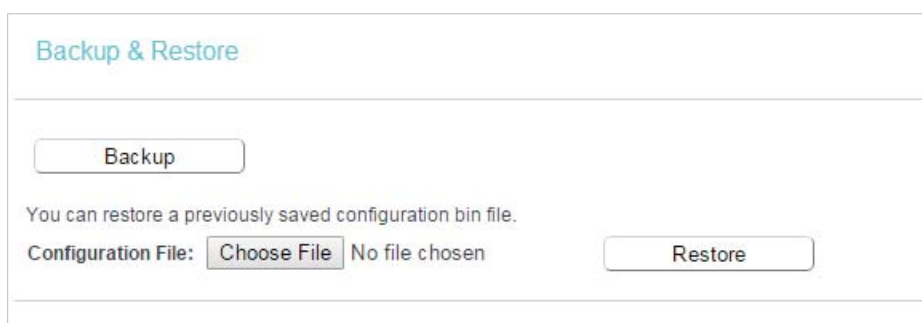 Backup & Restore
Backup
You can restore a previously saved configuration bin file.
Configuration File: Choose File No file chosen Restore